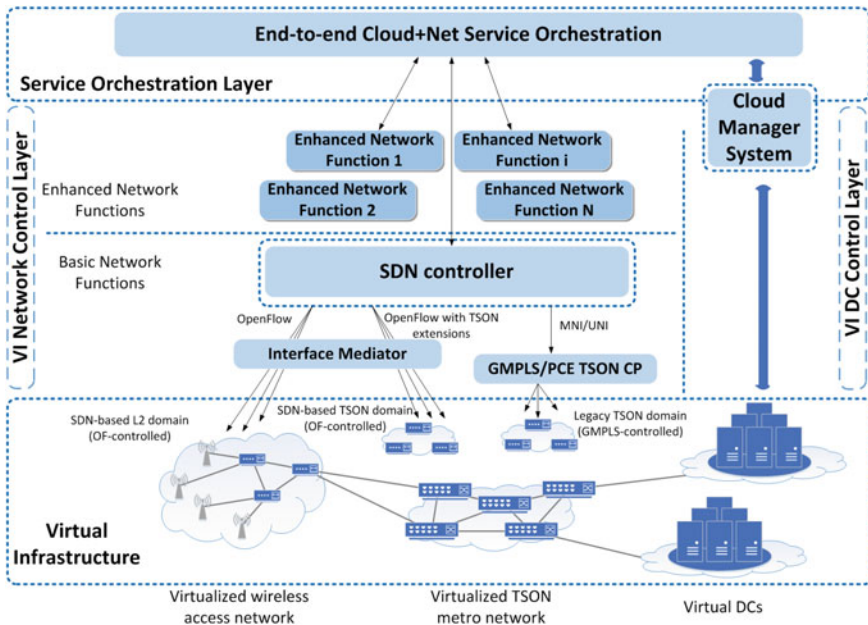 End-to-end Cloud+Net Service Orchestration
Service Orchestration Layer
Cloud
Manager
System
VI Network Control Layer
VI DC Control Layer
Enhanced Network
Function 1
Enhanced Network
Function i
Enhanced Network
Functions
Enhanced Network
Function 2
Enhanced Network
Function N
Basic Network
Functions
SDN controller
OpenFlow
OpenFlow with TSON
extensions
MNI/UNI
Interface Mediator
GMPLS/PCE TSON CP
SDN-based L2 domain
(OF-controlled)
SDN-based TSON domain
(OF-controlled)
Legacy TSON domain
(GMPLS-controlled)
Virtual
Infrastructure
Virtualized wireless
access network
Virtualized TSON
metro network
Virtual DCs